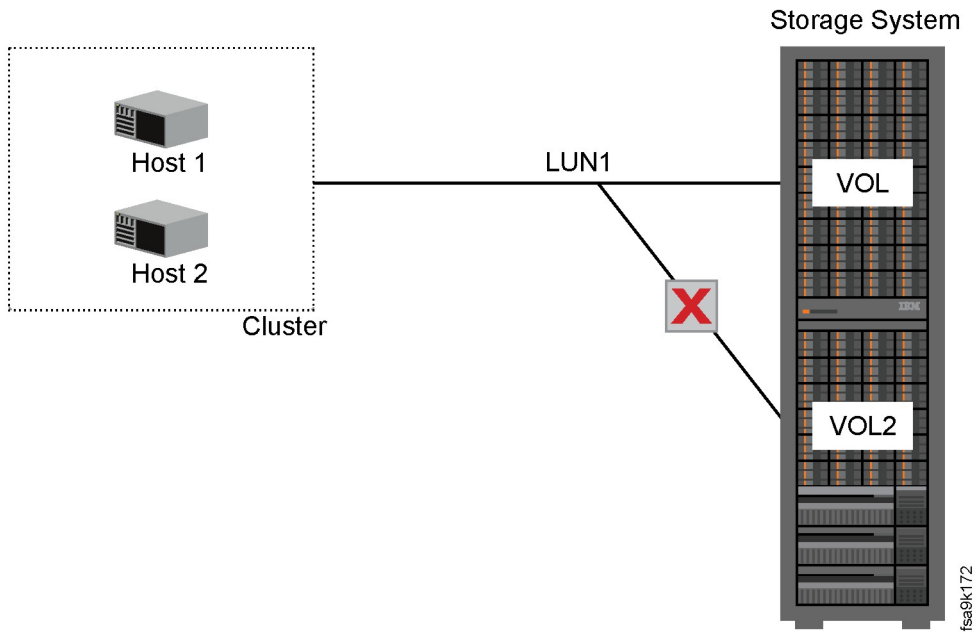 Storage System
Host 1
LUN1
VOL
Host 2
IBM
Cluster
VOL2
fsa9k172